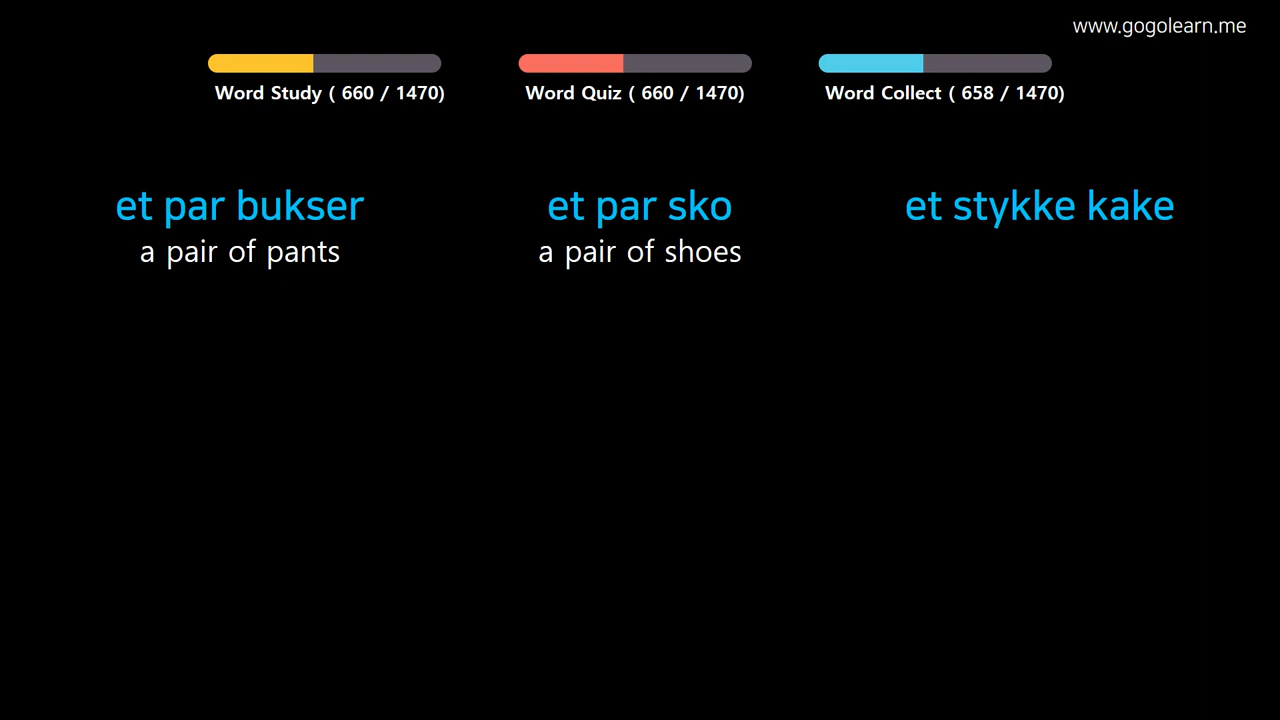 www.gogolearn.me
Word Study ( 660 / 1470)
Word Quiz ( 660 / 1470)
Word Collect ( 658 / 1470)
et par bukser
a pair of pants
et par sko
a pair of shoes
et stykke kake